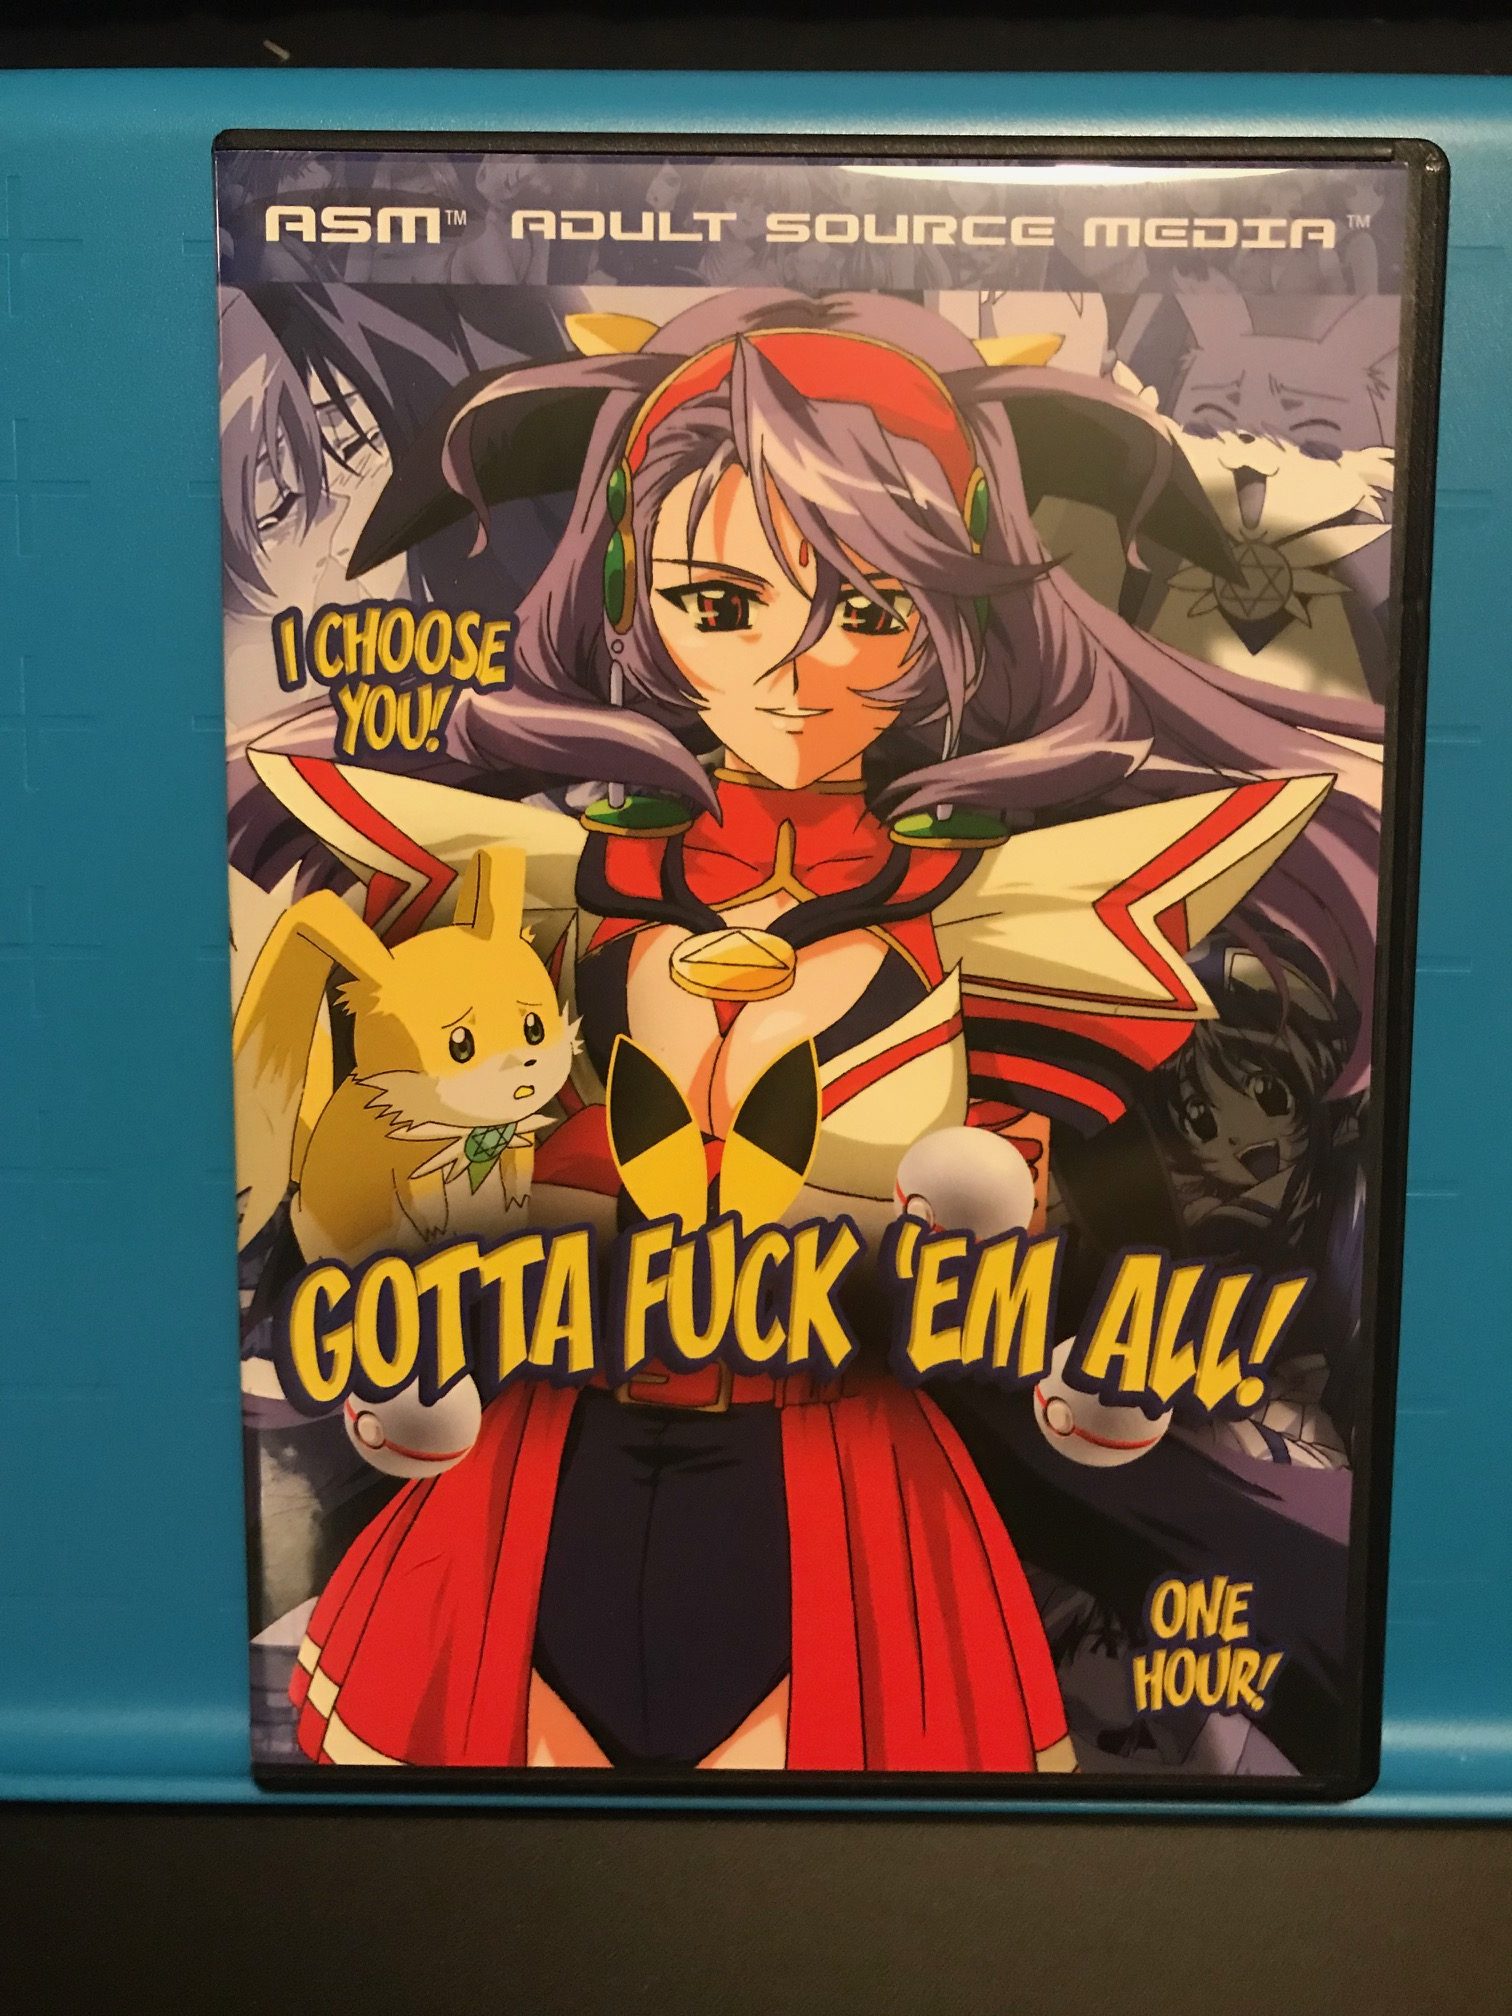 ASM™ ADULT SOURCE MEDIA™
I CHOOSE
YOU!
GOTTA FUCK 'EM ALL!
ONE
HOUR!